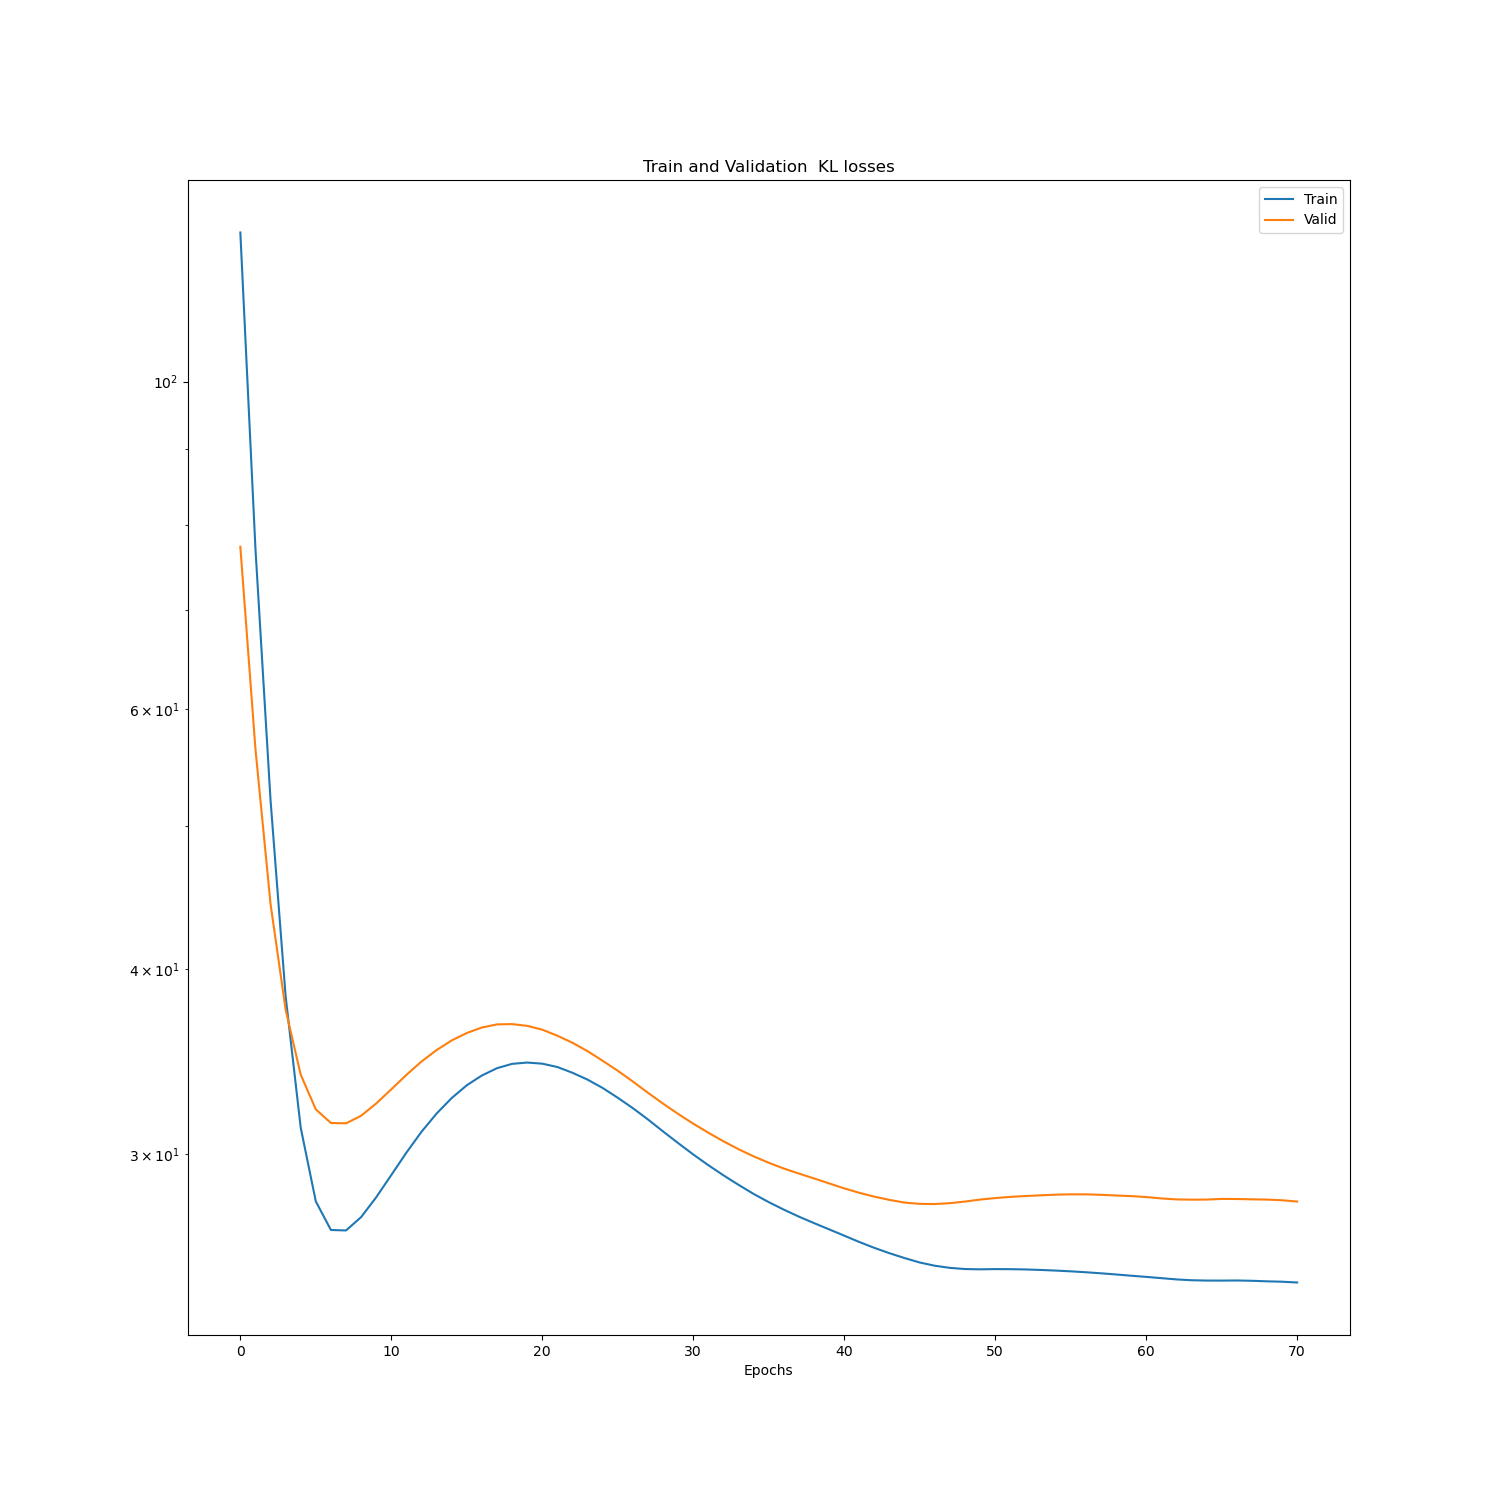 Train and Validation  KL losses
Train
Valid
10²
6 × 10¹
4 × 10¹
3 × 10¹
0 10 20 30 40 50 60 70
Epochs